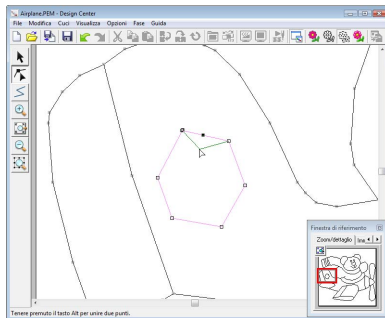 Airplane.PEM - Design Center
File Modifica Cuci Visualizza Opzioni Fase Guida
Finestra di riferimento
Zoom/dettaglio
Tenere premuto il tasto Alt per unire due punti.